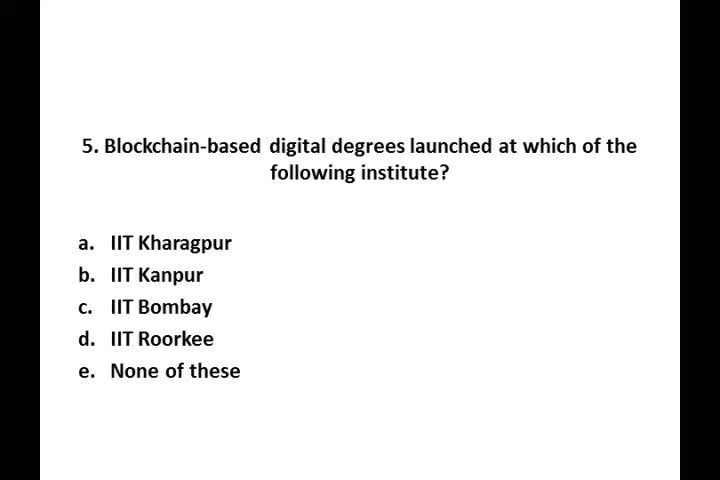 5. Blockchain-based digital degrees launched at which of the
following institute?
a. IIT Kharagpur
b. IIT Kanpur
c. IIT Bombay
d. IIT Roorkee
e. None of these